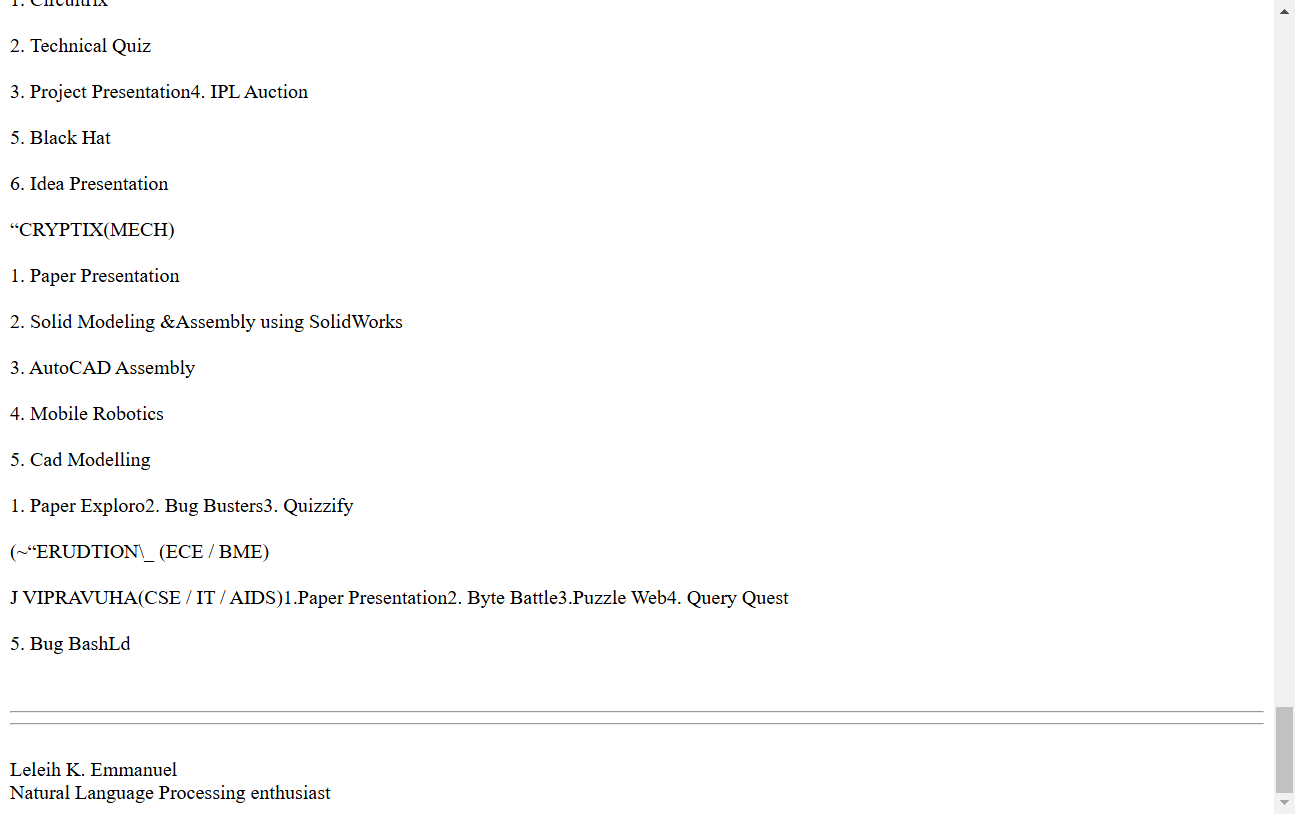 1. Circuitrix
2. Technical Quiz
3. Project Presentation4. IPL Auction
5. Black Hat
6. Idea Presentation
“CRYPTIX(MECH)
1. Paper Presentation
2. Solid Modeling &Assembly using SolidWorks
3. AutoCAD Assembly
4. Mobile Robotics
5. Cad Modelling
1. Paper Exploro2. Bug Busters3. Quizzify
(~“ERUDTION\_ (ECE / BME)
J VIPRAVUHA(CSE / IT / AIDS)1.Paper Presentation2. Byte Battle3.Puzzle Web4. Query Quest
5. Bug BashLd
Leleih K. Emmanuel
Natural Language Processing enthusiast